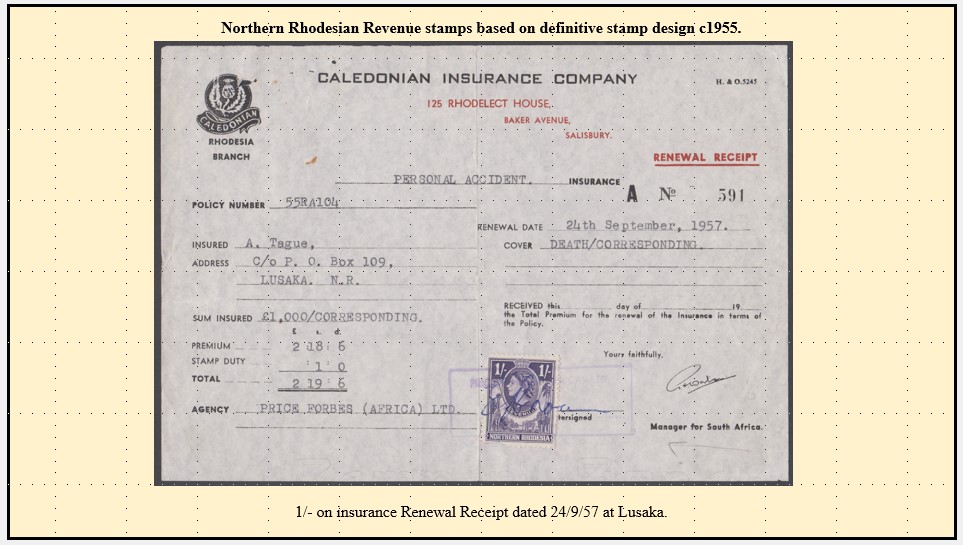 Northern Rhodesian Revenue stamps based on definitive stamp design c1955.
CALEDONIAN INSURANCE COMPANY
H. & O.5245
125 RHODELECT HOUSE,
BAKER AVENUE,
SALISBURY.
CALEDONIAN
RHODESIA
BRANCH
RENEWAL RECEIPT
PERSONAL ACCIDENT. INSURANCE
A No 591
POLICY NUMBER 55RA104
RENEWAL DATE 24th September, 1957.
INSURED A. Tague,
COVER DEATH/CORRESPONDING.
ADDRESS C/o P. O. Box 109,
LUSAKA. N.R.
RECEIVED this day of 19
the Total Premium for the renewal of the Insurance in terms of
the Policy.
SUM INSURED £1,000/CORRESPONDING.
£ s. d.
PREMIUM 2 18 6
STAMP DUTY 1 0
TOTAL 2 19 6
Yours faithfully,
1/- 1/-
REVENUE
NORTHERN RHODESIA
AGENCY PRICE FORBES (AFRICA) LTD.
tersigned
Manager for South Africa.
1/- on insurance Renewal Receipt dated 24/9/57 at Lusaka.